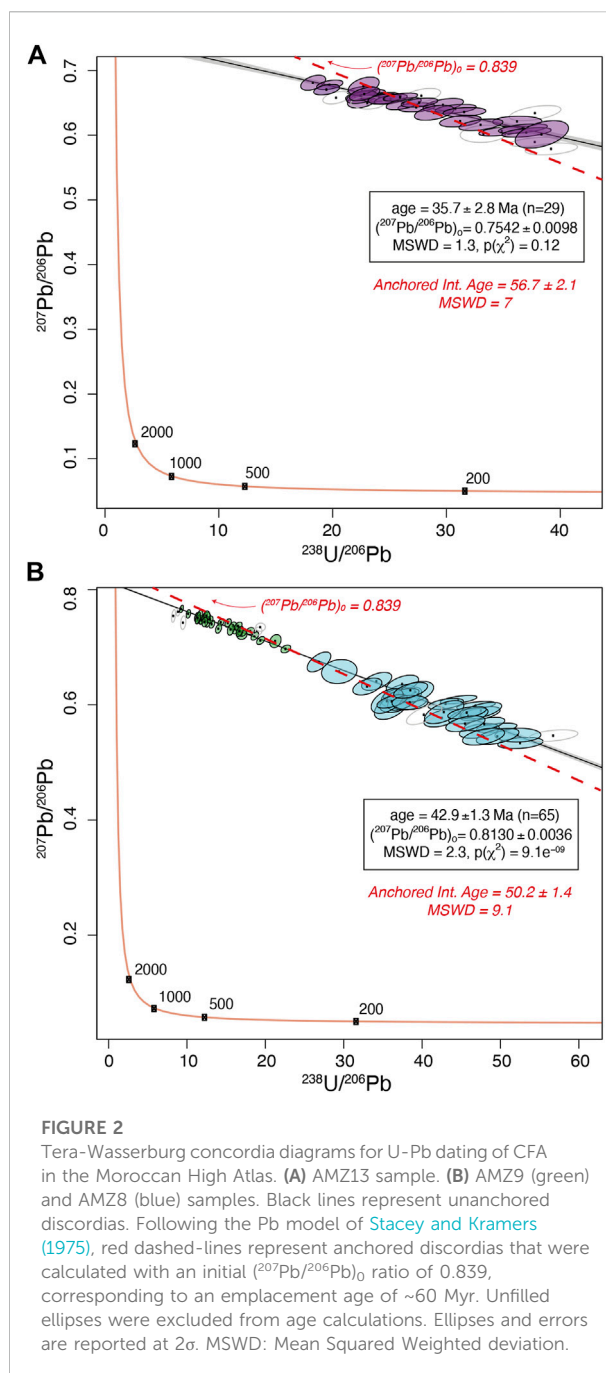 A
(²⁰⁷Pb/²⁰⁶Pb)₀ = 0.839
0.7
0.6
0.5
0.4
0.3
0.2
0.1
²⁰⁷Pb/²⁰⁶Pb
age = 35.7 ± 2.8 Ma (n=29)
(²⁰⁷Pb/²⁰⁶Pb)₀= 0.7542 ± 0.0098
MSWD = 1.3, p(χ²) = 0.12
Anchored Int. Age = 56.7 ± 2.1
MSWD = 7
2000
1000
500
200
0
10
20
30
40
²³⁸U/²⁰⁶Pb
B
(²⁰⁷Pb/²⁰⁶Pb)₀ = 0.839
0.8
0.6
0.4
0.2
²⁰⁷Pb/²⁰⁶Pb
age = 42.9 ±1.3 Ma (n=65)
(²⁰⁷Pb/²⁰⁶Pb)₀= 0.8130 ± 0.0036
MSWD = 2.3, p(χ²) = 9.1e⁻⁰⁹
Anchored Int. Age = 50.2 ± 1.4
MSWD = 9.1
2000
1000
500
200
0
10
20
30
40
50
60
²³⁸U/²⁰⁶Pb
FIGURE 2
Tera-Wasserburg concordia diagrams for U-Pb dating of CFA
in the Moroccan High Atlas. (A) AMZ13 sample. (B) AMZ9 (green)
and AMZ8 (blue) samples. Black lines represent unanchored
discordias. Following the Pb model of Stacey and Kramers
(1975), red dashed-lines represent anchored discordias that were
calculated with an initial (²⁰⁷Pb/²⁰⁶Pb)₀ ratio of 0.839,
corresponding to an emplacement age of ~60 Myr. Unfilled
ellipses were excluded from age calculations. Ellipses and errors
are reported at 2σ. MSWD: Mean Squared Weighted deviation.